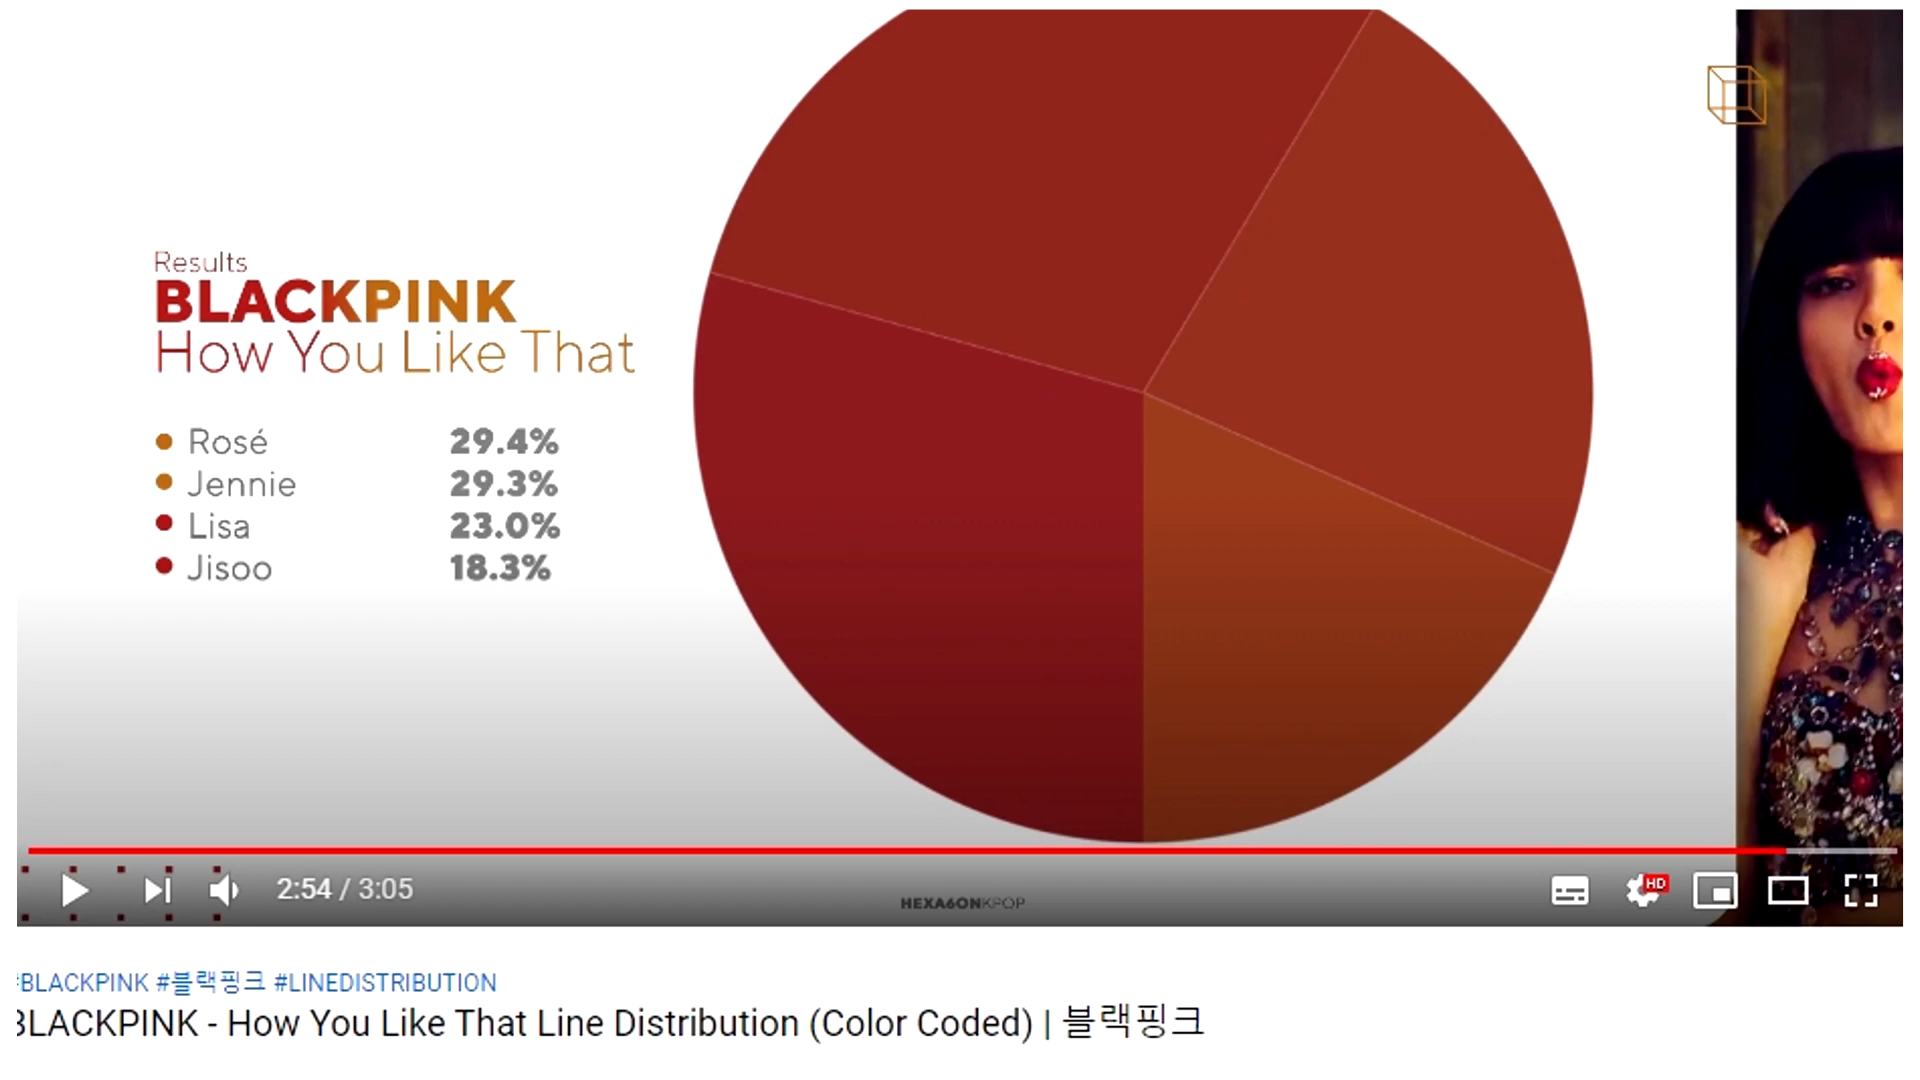 Results
BLACKPINK
How You Like That
Rosé 29.4%
Jennie 29.3%
Lisa 23.0%
Jisoo 18.3%
2:54 / 3:05
HEXA6ONKPOP
HD
#BLACKPINK #블랙핑크 #LINEDISTRIBUTION
BLACKPINK - How You Like That Line Distribution (Color Coded) | 블랙핑크